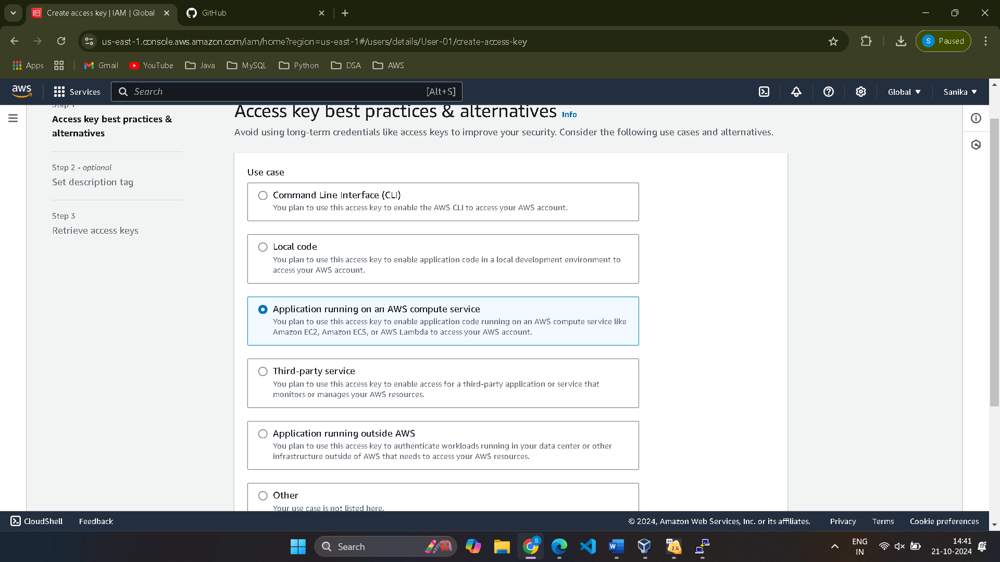 Create access key | IAM | Global
GitHub
us-east-1.console.aws.amazon.com/iam/home?region=us-east-1#/users/details/User-01/create-access-key
S Paused
Apps
Gmail
YouTube
Java
MySQL
Python
DSA
AWS
aws
Services
Search
[Alt+S]
Global
Sanika
Step 1
Access key best practices &
alternatives
Step 2 - optional
Set description tag
Step 3
Retrieve access keys
Access key best practices & alternatives Info
Avoid using long-term credentials like access keys to improve your security. Consider the following use cases and alternatives.
Use case
Command Line Interface (CLI)
You plan to use this access key to enable the AWS CLI to access your AWS account.
Local code
You plan to use this access key to enable application code in a local development environment to
access your AWS account.
Application running on an AWS compute service
You plan to use this access key to enable application code running on an AWS compute service like
Amazon EC2, Amazon ECS, or AWS Lambda to access your AWS account.
Third-party service
You plan to use this access key to enable access for a third-party application or service that
monitors or manages your AWS resources.
Application running outside AWS
You plan to use this access key to authenticate workloads running in your data center or other
infrastructure outside of AWS that needs to access your AWS resources.
Other
Your use case is not listed here.
CloudShell
Feedback
© 2024, Amazon Web Services, Inc. or its affiliates.
Privacy
Terms
Cookie preferences
Search
S
W
64
2.6
ENG
IN
14:41
21-10-2024